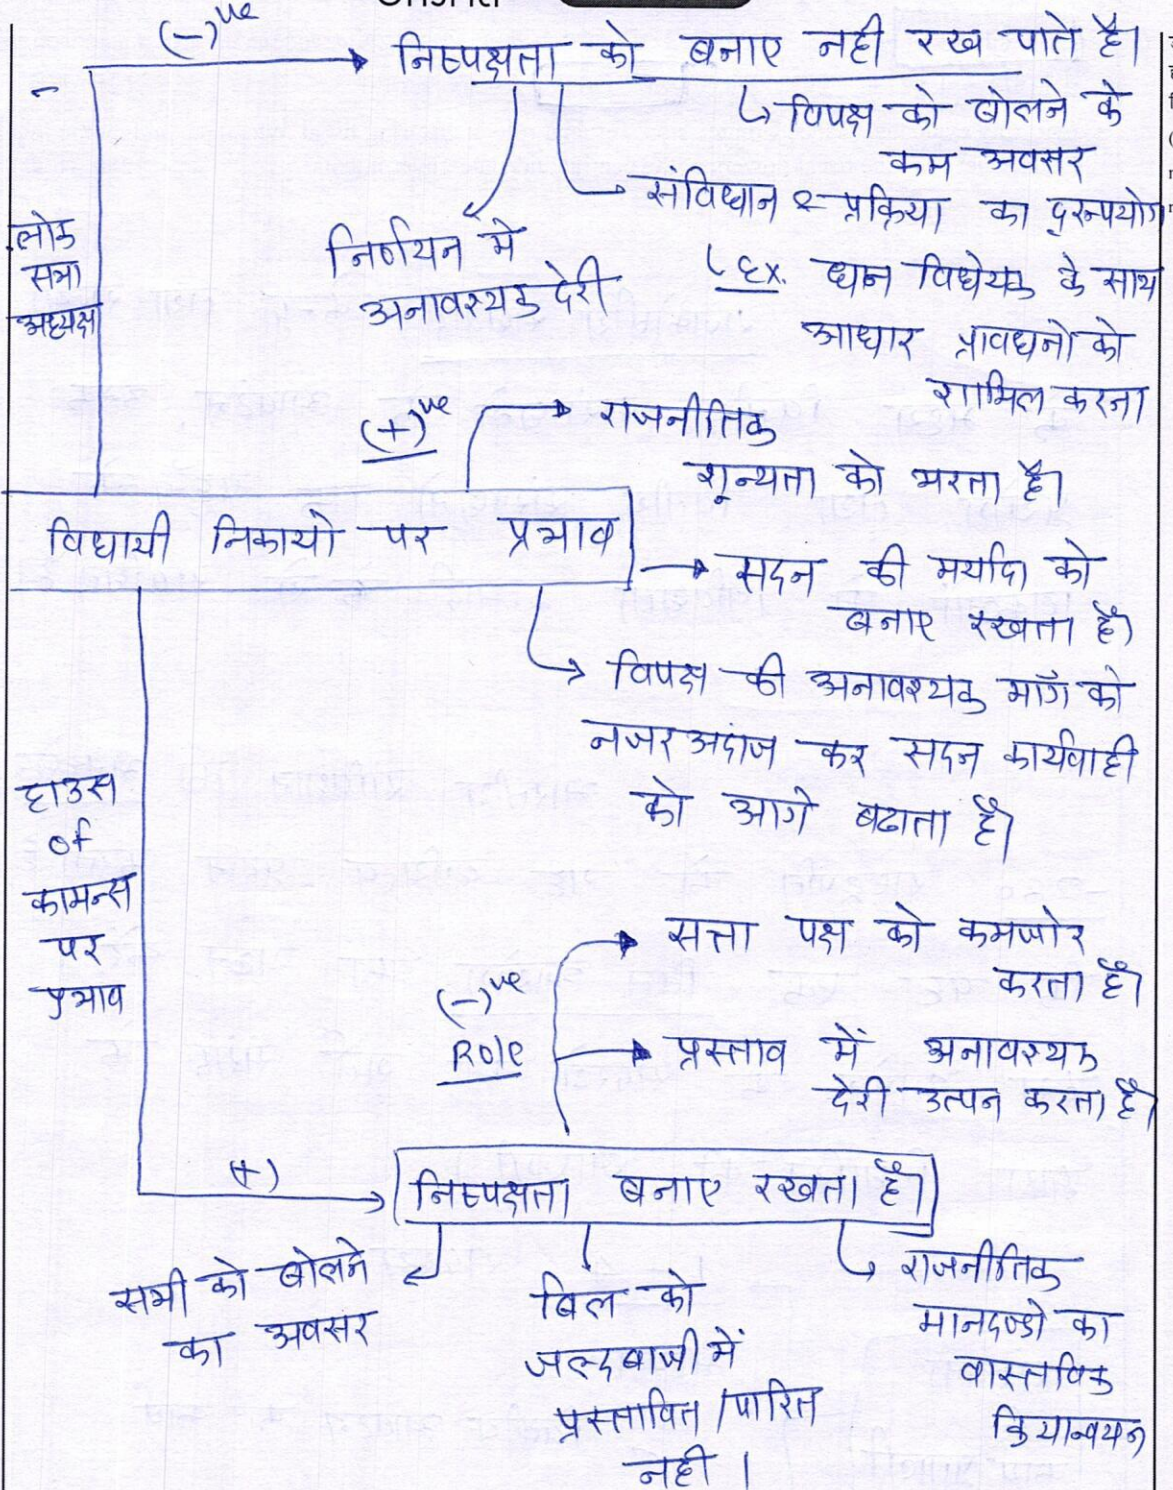 (-)ve
निष्पक्षता को बनाए नही रख पाते है।
विपक्ष को बोलने के
कम अवसर
संविधान & प्रक्रिया का दुरुपयोग
Ex. धन विधेयक के साथ
आधार प्रावधनो को
शामिल करना
निर्णयन मे
अनावश्यक देरी
लोक
सभा
अध्यक्ष
(+)ve
राजनीतिक
शून्यता को भरता है।
विधायी निकायो पर प्रभाव
सदन की मर्यादा को
बनाए रखता है।
विपक्ष की अनावश्यक माँग को
नजर अंदाज कर सदन कार्यवाही
को आगे बढाता है।
हाउस
of
कामन्स
पर
प्रभाव
(-)ve
Role
सत्ता पक्ष को कमजोर
करता है।
प्रस्ताव में अनावश्यक
देरी उत्पन करता है।
(+)
निष्पक्षता बनाए रखता है।
सभी को बोलने
का अवसर
बिल को
जल्दबाजी में
प्रस्तावित / पारित
नही ।
राजनीतिक
मानदण्डो का
वास्तविक
क्रियान्वयन